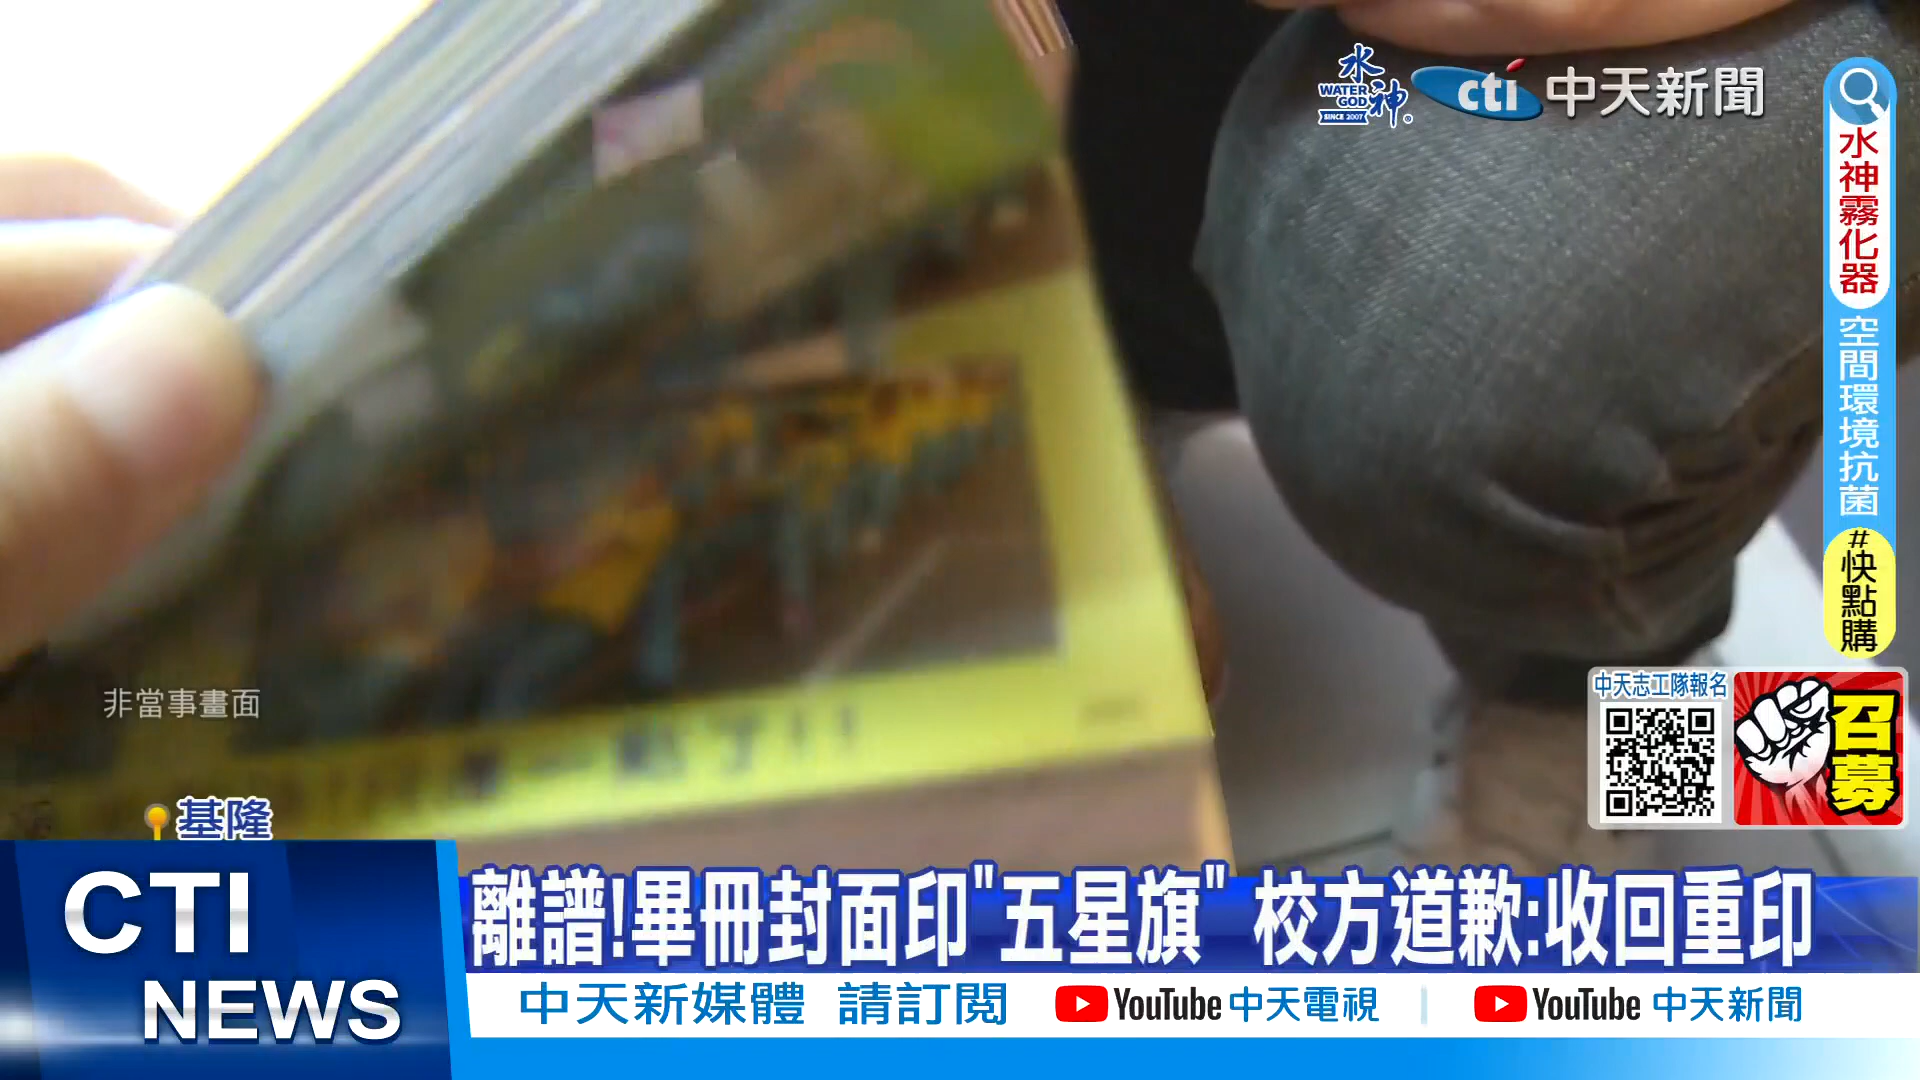 水神
WATER
GOD
SINCE 2007
cti 中天新聞
水神霧化器
空間環境抗菌
#快點購
中天志工隊報名
召募
非當事畫面
基隆
CTI
NEWS
離譜!畢冊封面印"五星旗" 校方道歉:收回重印
中天新媒體 請訂閱 YouTube 中天電視 | YouTube 中天新聞